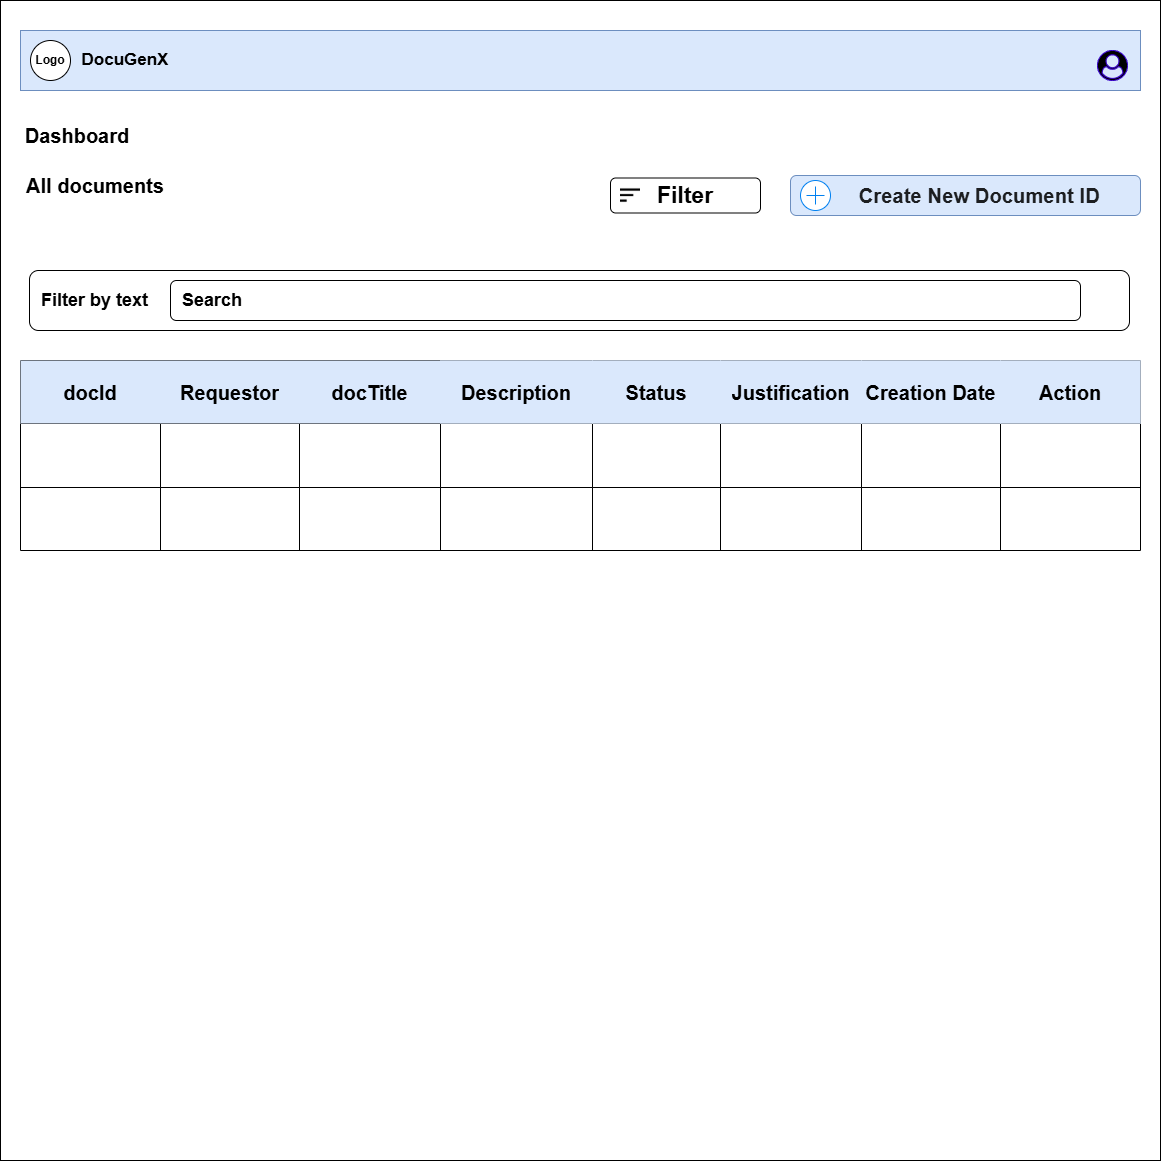 Logo DocuGenX
Dashboard
All documents
Filter Create New Document ID
Filter by text Search
docId Requestor docTitle Description Status Justification Creation Date Action